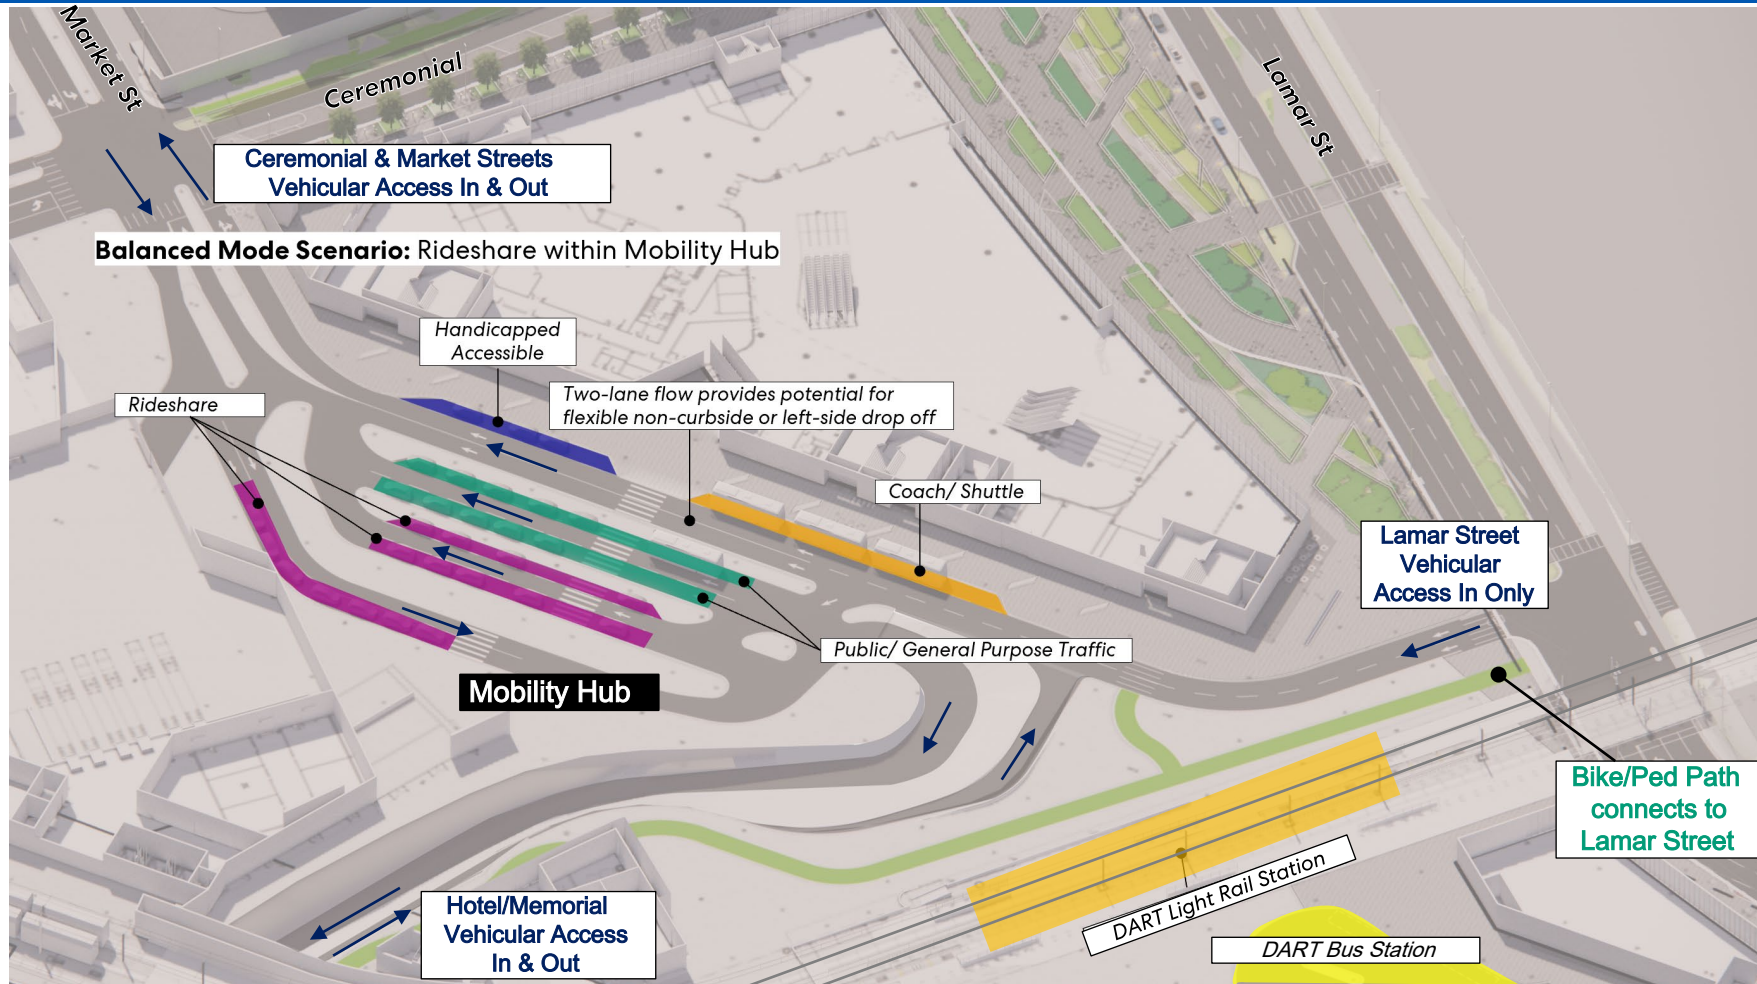 Market St
Ceremonial
Lamar St
Ceremonial & Market Streets
Vehicular Access In & Out
Balanced Mode Scenario: Rideshare within Mobility Hub
Handicapped
Accessible
Rideshare
Two-lane flow provides potential for
flexible non-curbside or left-side drop off
Coach/ Shuttle
Lamar Street
Vehicular
Access In Only
Public/ General Purpose Traffic
Mobility Hub
Bike/Ped Path
connects to
Lamar Street
DART Light Rail Station
Hotel/Memorial
Vehicular Access
In & Out
DART Bus Station